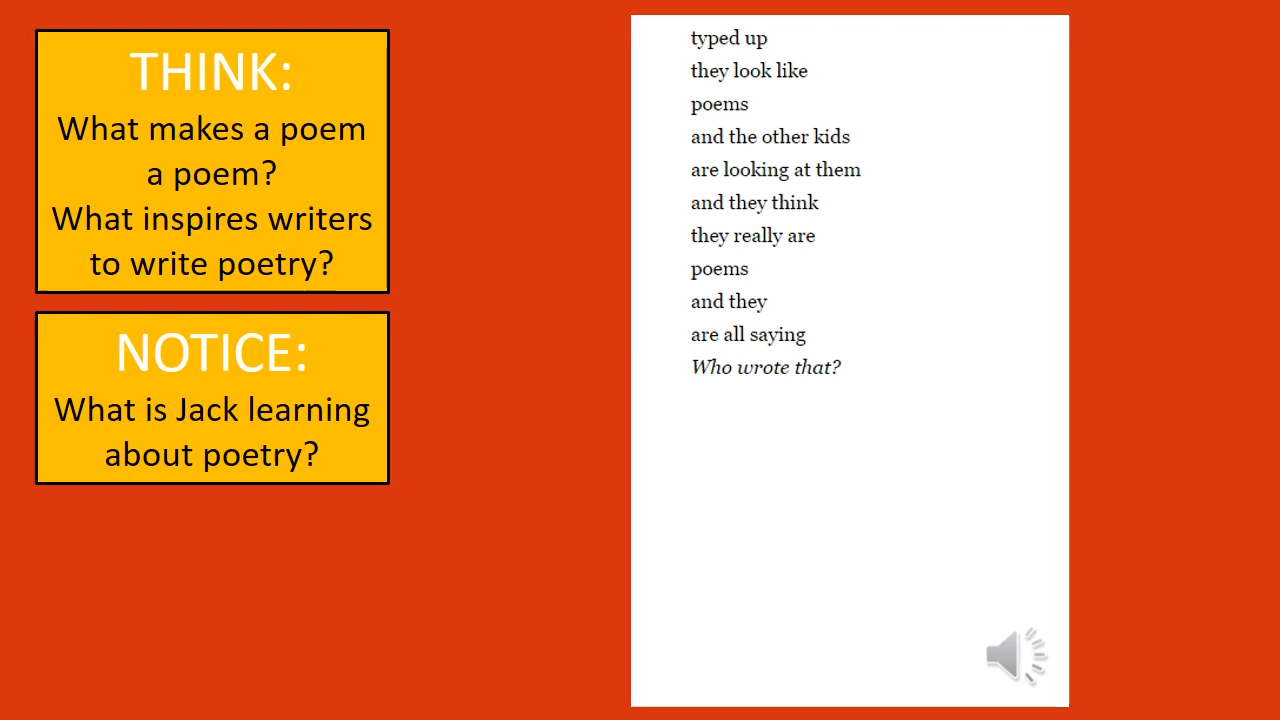 THINK:
What makes a poem
a poem?
What inspires writers
to write poetry?
NOTICE:
What is Jack learning
about poetry?
typed up
they look like
poems
and the other kids
are looking at them
and they think
they really are
poems
and they
are all saying
Who wrote that?